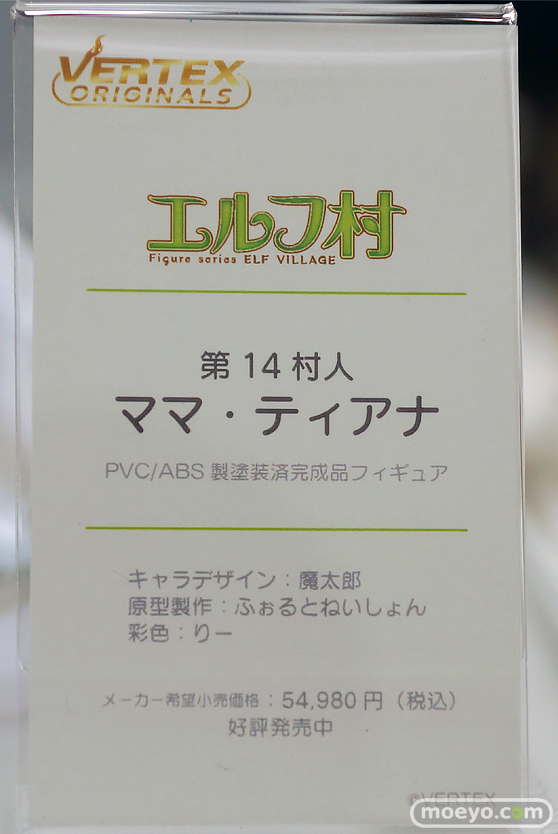 VERTEX
ORIGINALS
エルフ村
Figure series ELF VILLAGE
第14村人
ママ・ティアナ
PVC/ABS 製塗装済完成品フィギュア
キャラデザイン：魔太郎
原型製作：ふぉるとねいしょん
彩色：りー
メーカー希望小売価格：54,980円（税込）
好評発売中
©VERTEX
moeyo.com